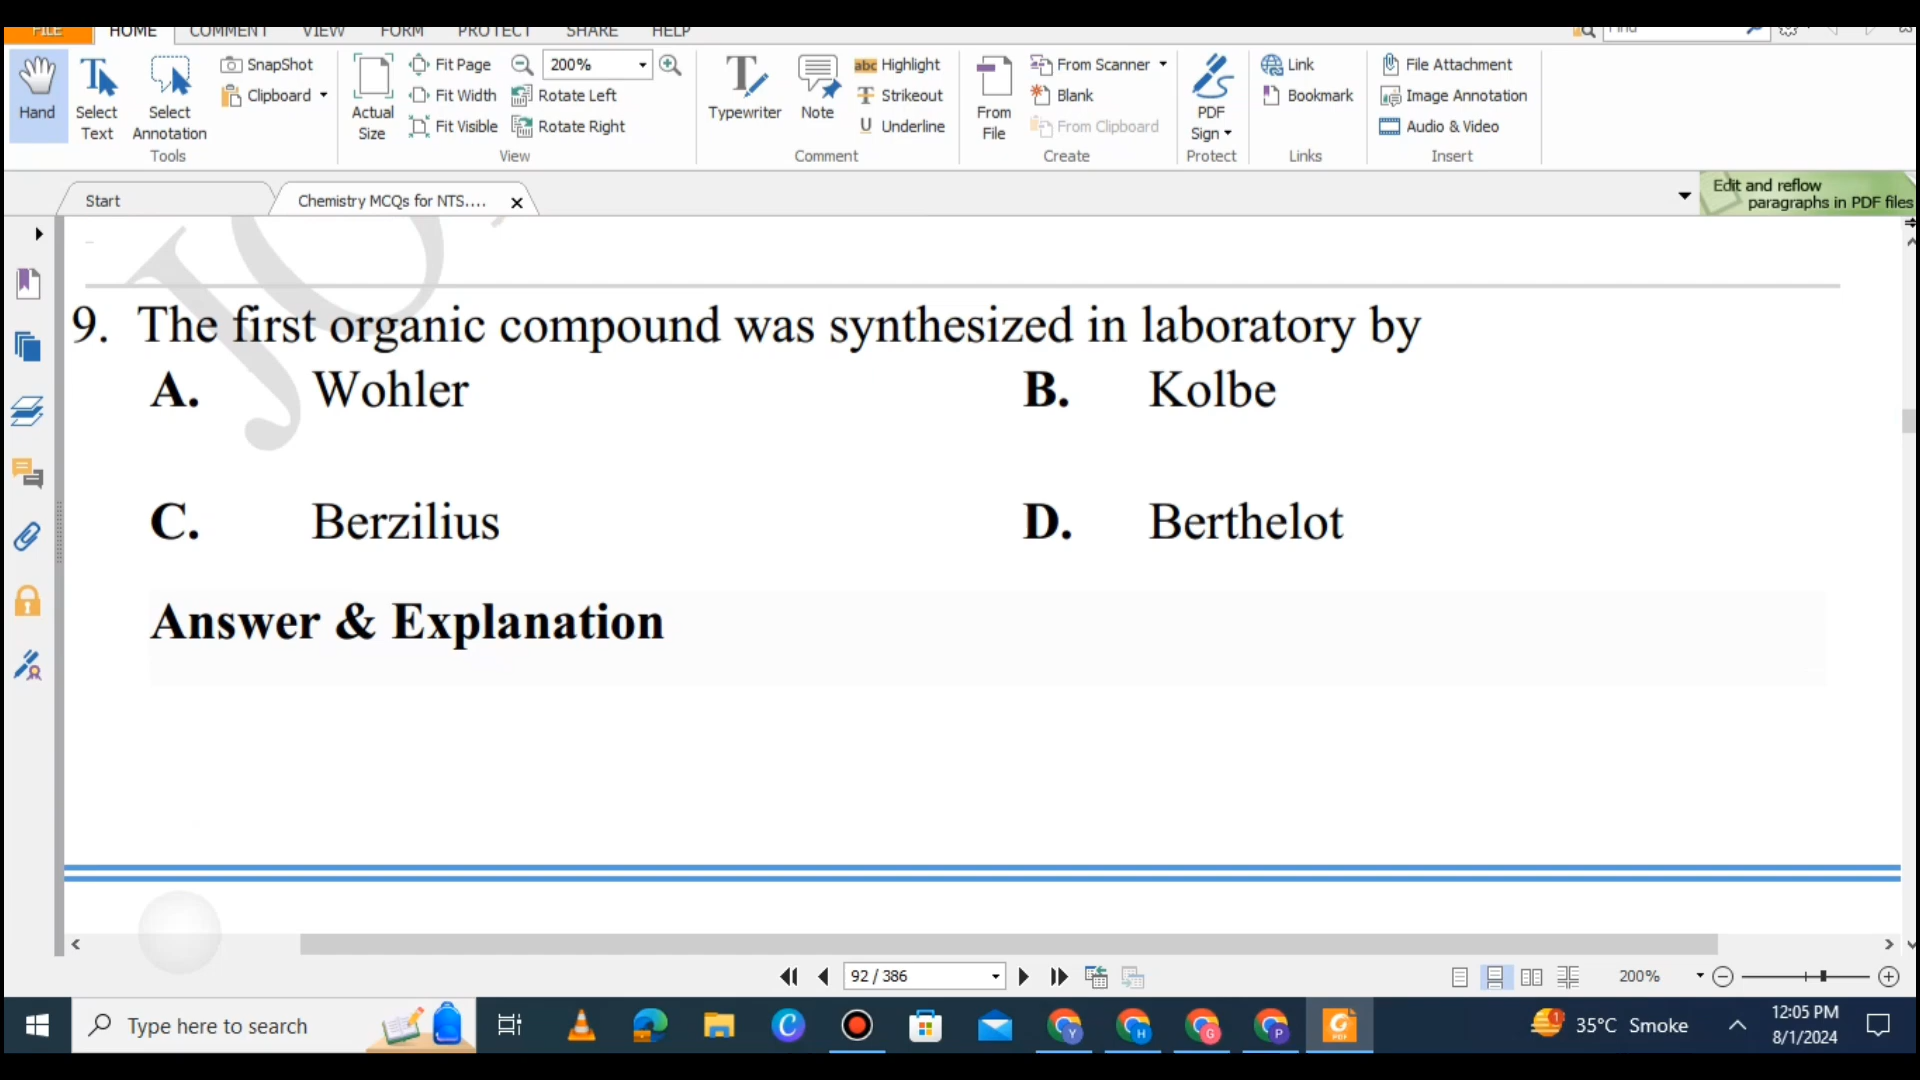 FILE HOME COMMENT VIEW FORM PROTECT SHARE HELP Find
Hand
Select Text
Select Annotation
SnapShot
Clipboard
Tools
Actual Size
Fit Page
Fit Width
Fit Visible
200%
Rotate Left
Rotate Right
View
Typewriter
Note
abc Highlight
Strikeout
U Underline
Comment
From File
From Scanner
Blank
From Clipboard
Create
PDF Sign
Protect
Link
Bookmark
Links
File Attachment
Image Annotation
Audio & Video
Insert
Start
Chemistry MCQs for NTS....
Edit and reflow
paragraphs in PDF files
9. The first organic compound was synthesized in laboratory by
A. Wohler B. Kolbe
C. Berzilius D. Berthelot
Answer & Explanation
92 / 386
200%
Type here to search
35°C Smoke
12:05 PM
8/1/2024